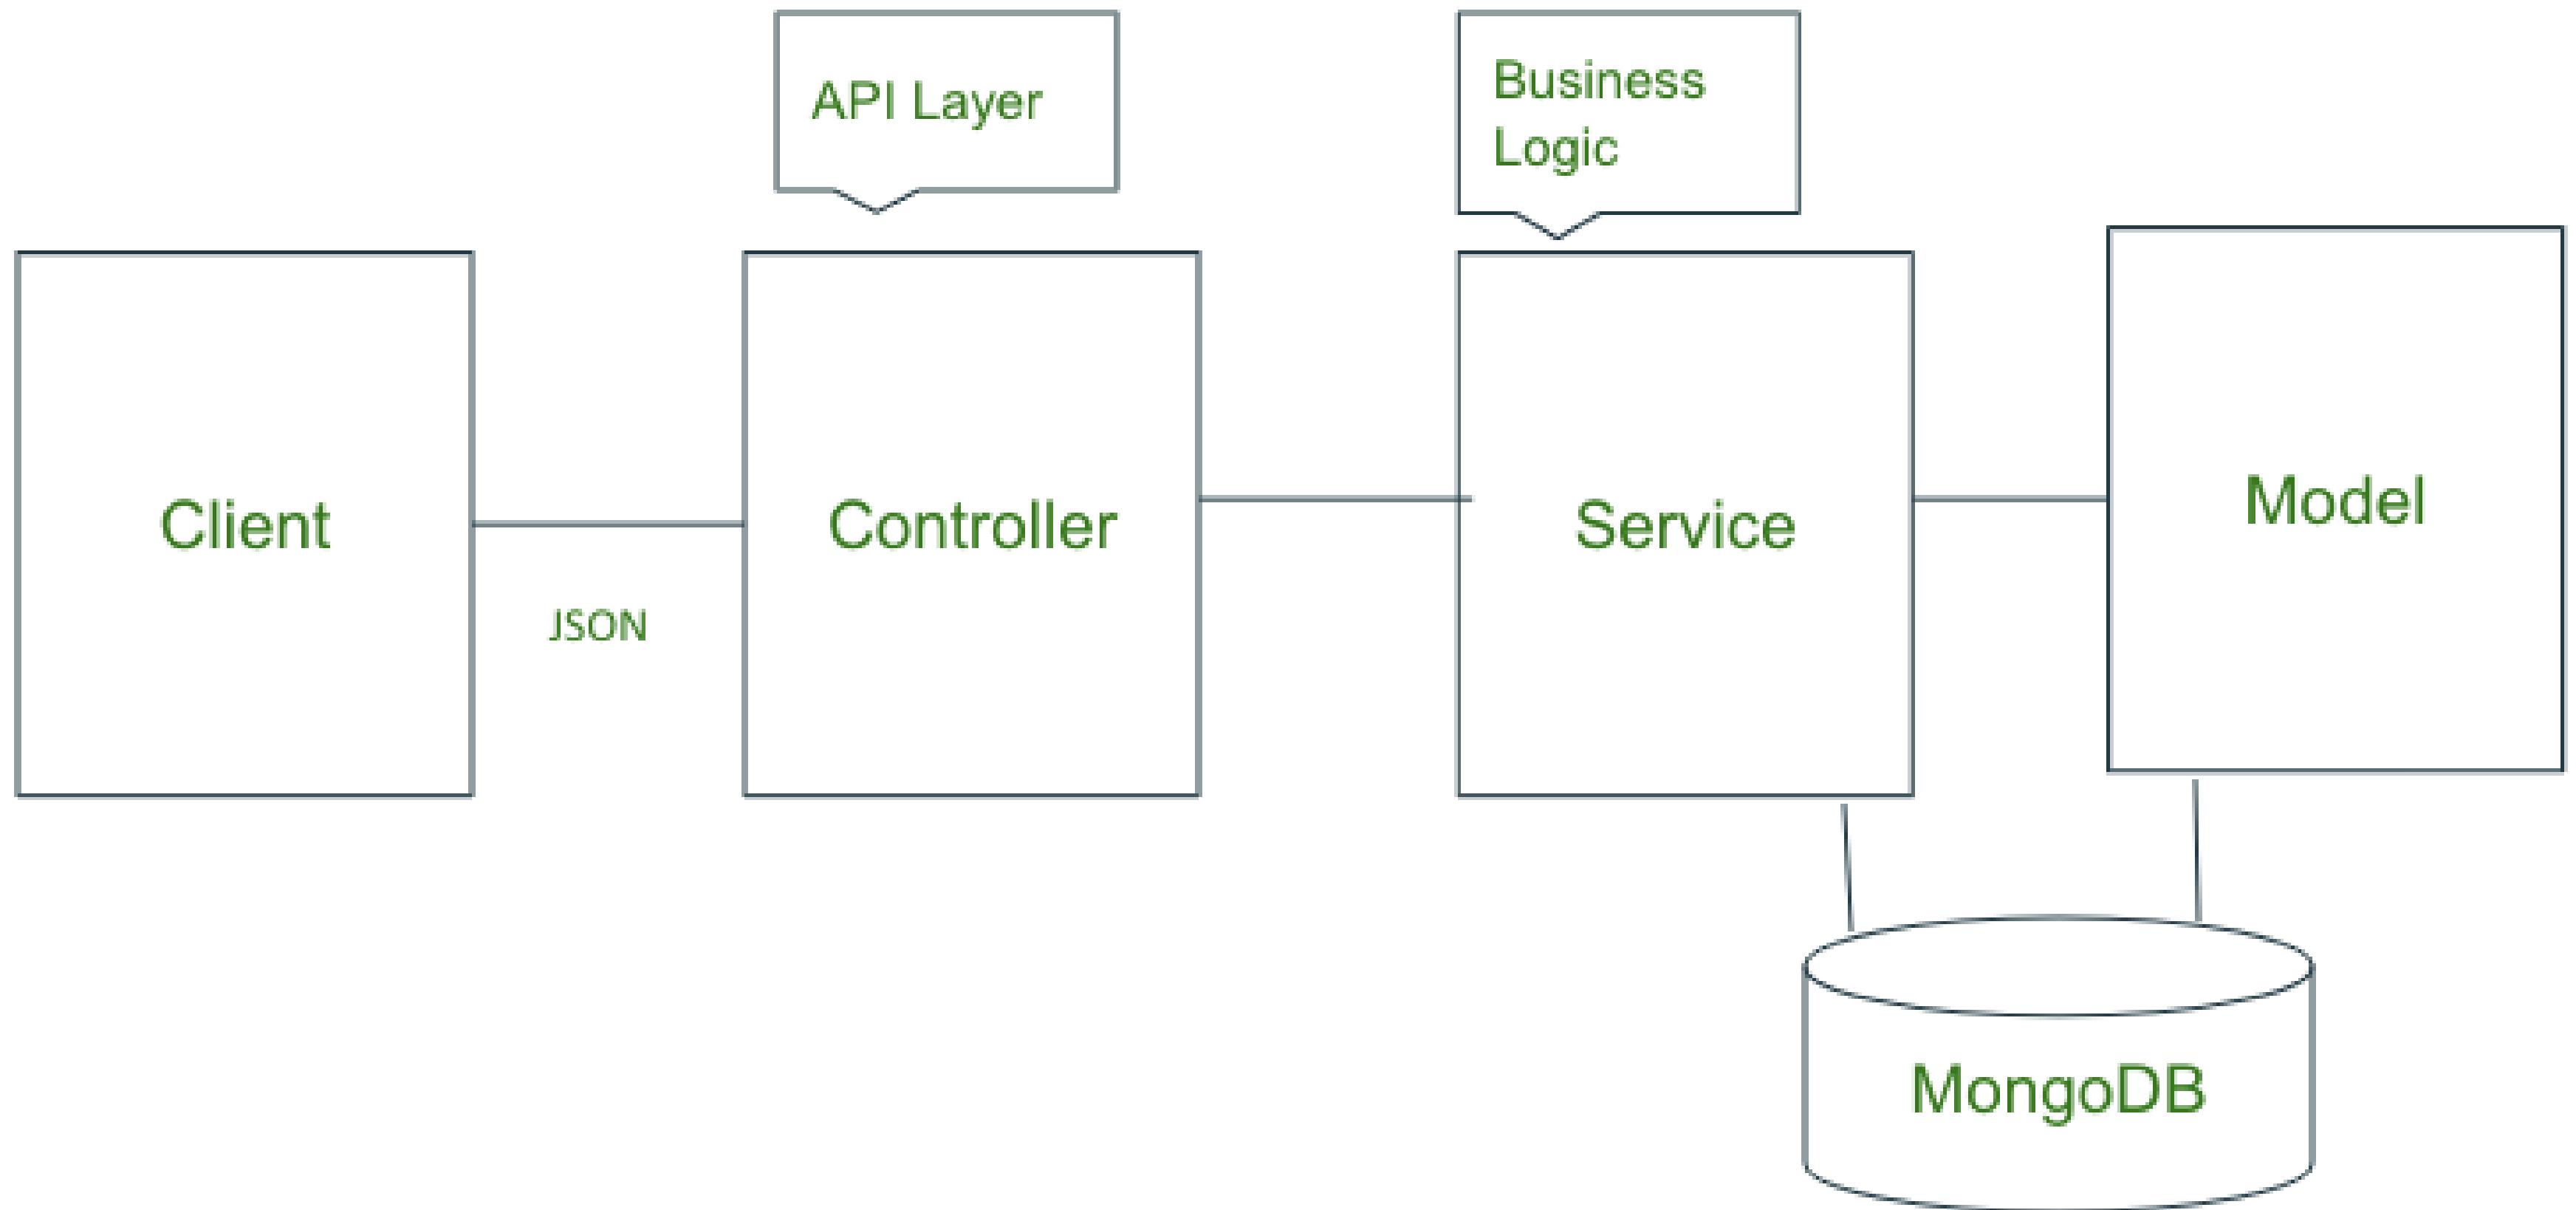 API Layer
Business
Logic
Client
Controller
Service
Model
JSON
MongoDB